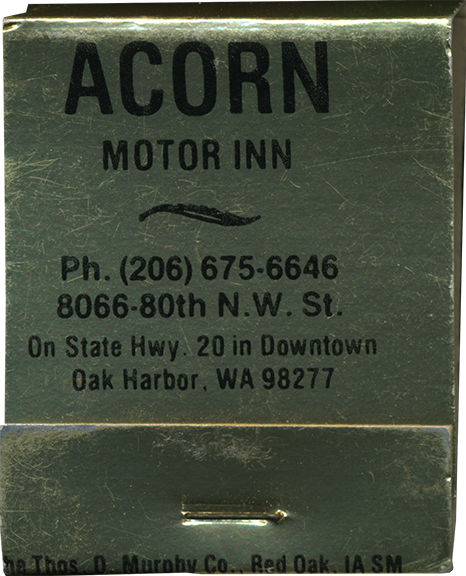 ACORN
MOTOR INN
Ph. (206) 675-6646
8066-80th N.W. St.
On State Hwy. 20 in Downtown
Oak Harbor, WA 98277
Thos. D. Murphy Co., Red Oak, IA SM